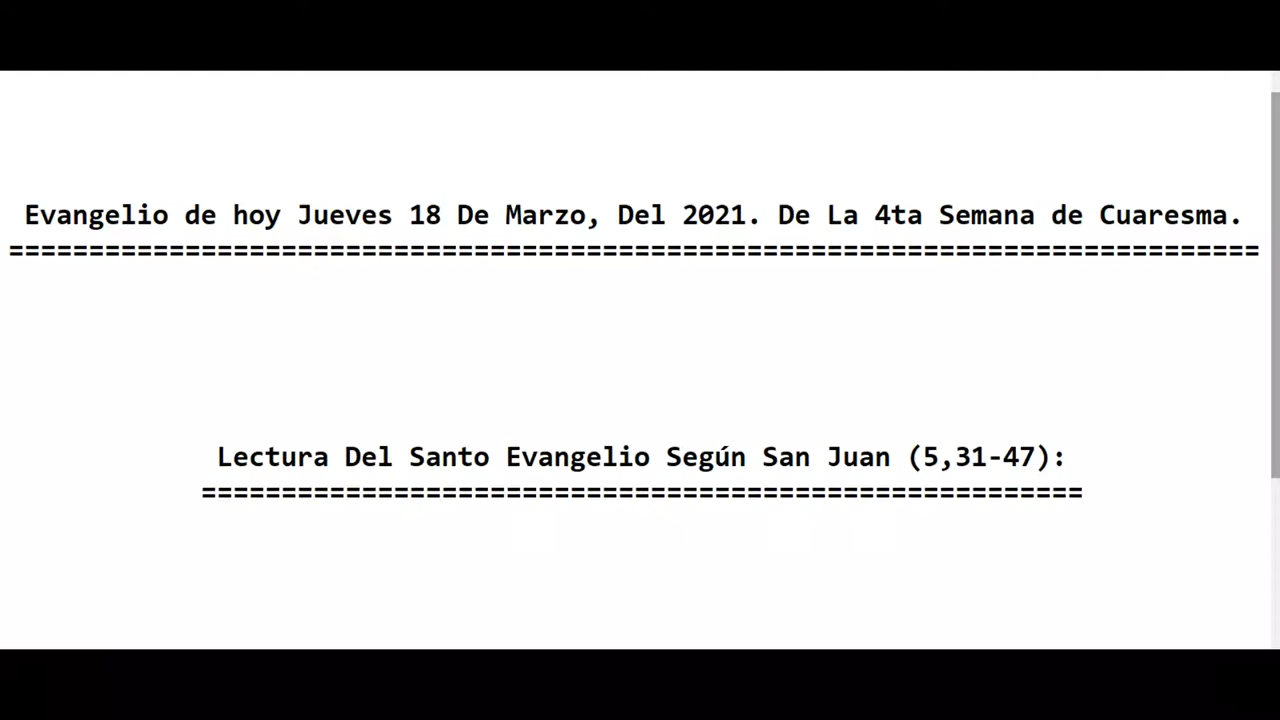 Evangelio de hoy Jueves 18 De Marzo, Del 2021. De La 4ta Semana de Cuaresma.
==============================================================================
Lectura Del Santo Evangelio Según San Juan (5,31-47):
=======================================================